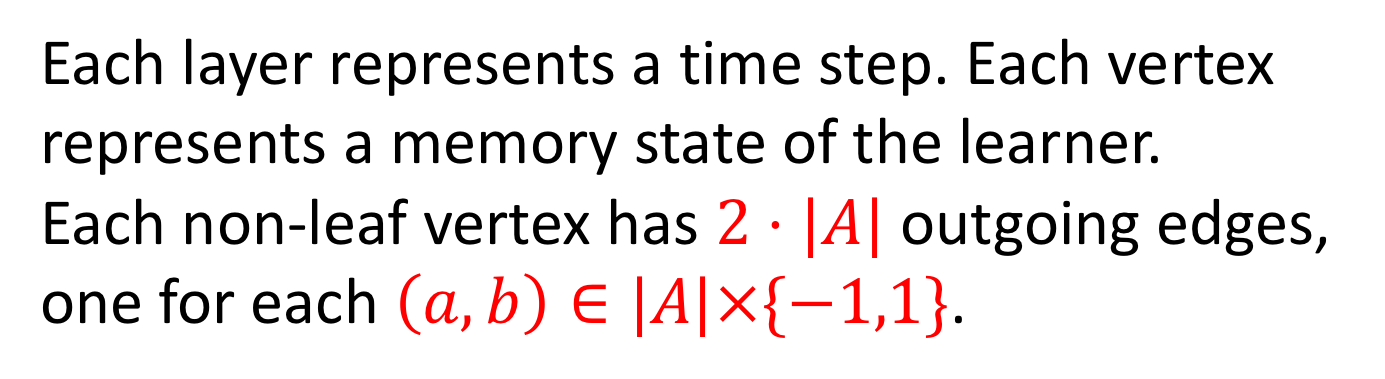 Each layer represents a time step. Each vertex
represents a memory state of the learner.
Each non-leaf vertex has 2 · |A| outgoing edges,
one for each (a, b) ∈ |A|×{−1,1}.